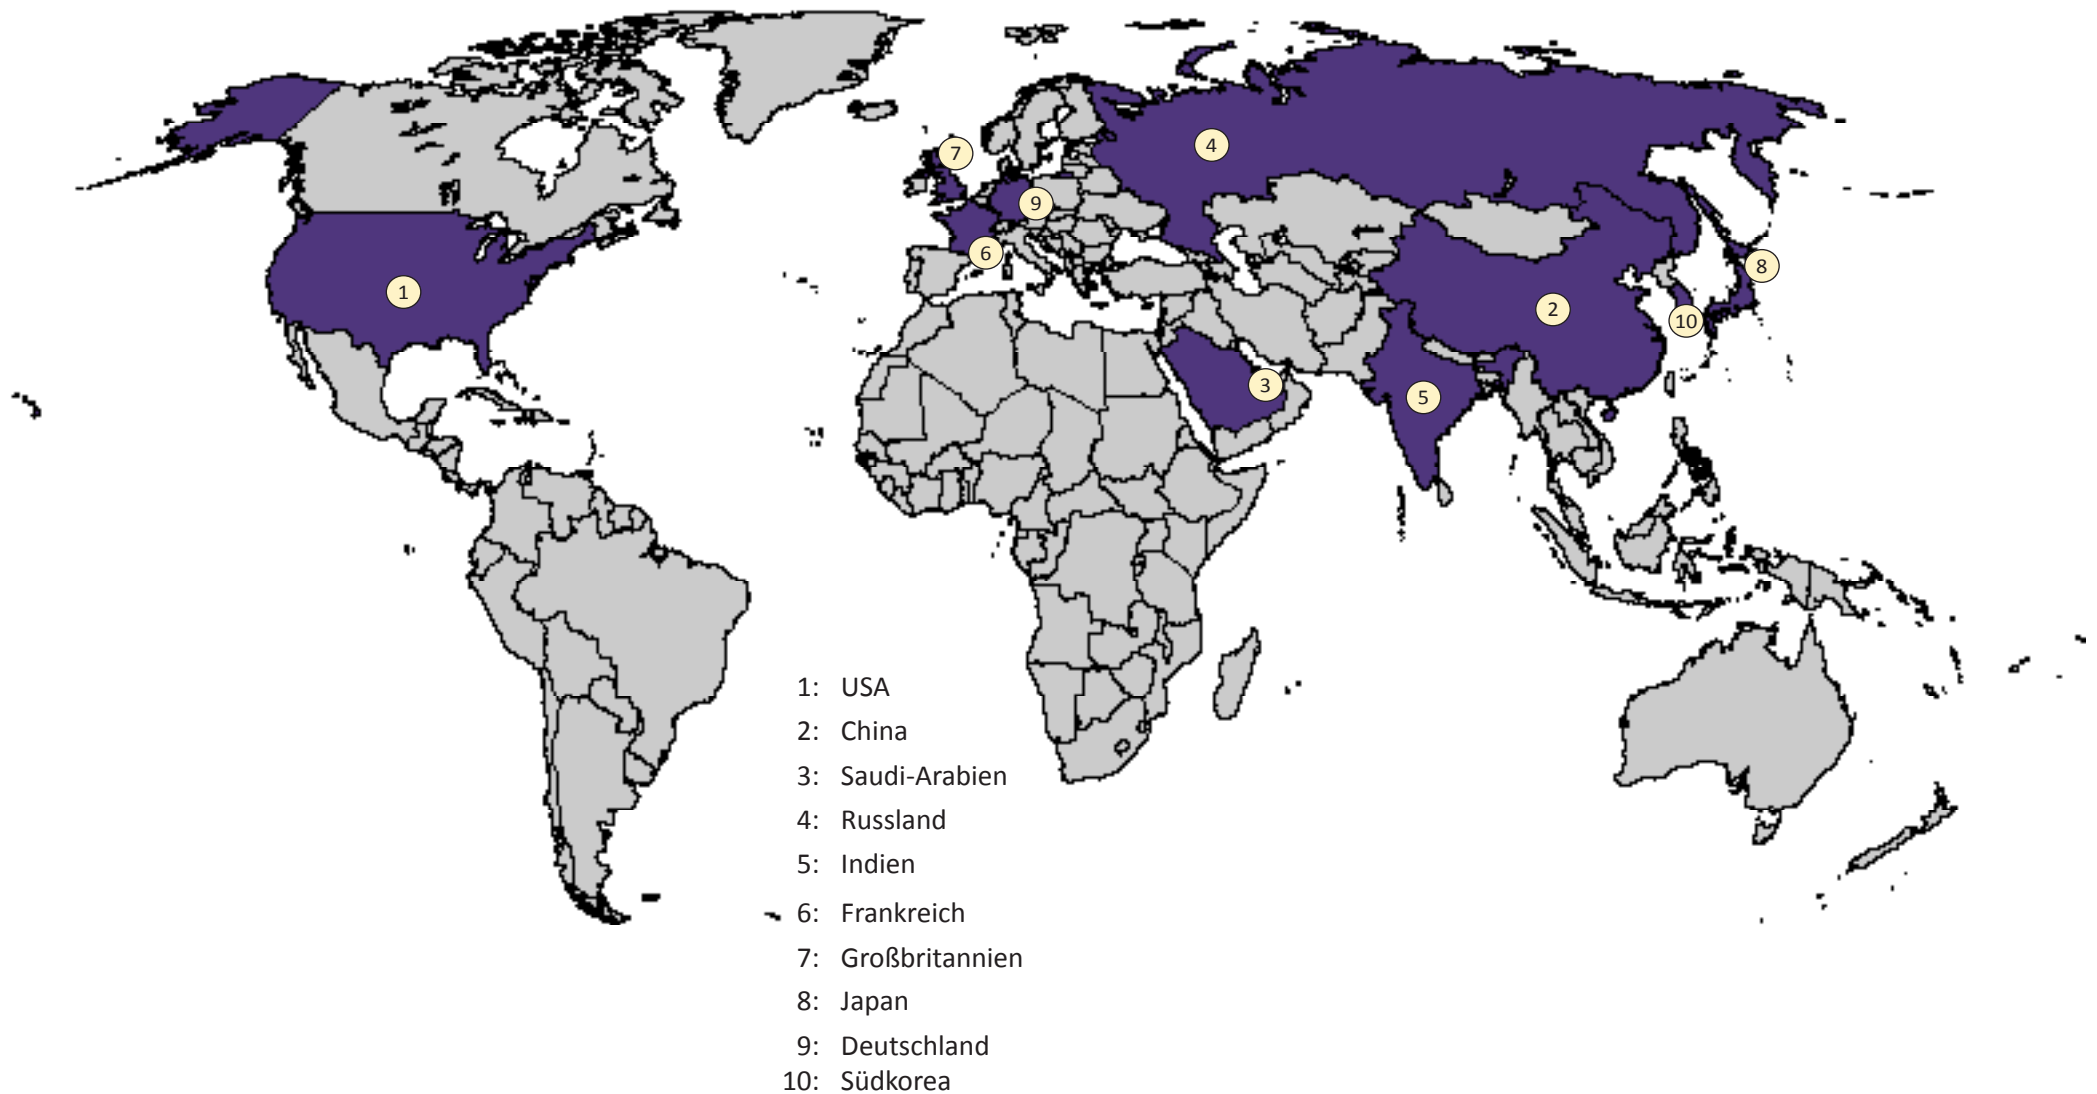 7
4
9
6
8
1
2
10
3
5
1: USA
2: China
3: Saudi-Arabien
4: Russland
5: Indien
6: Frankreich
7: Großbritannien
8: Japan
9: Deutschland
10: Südkorea